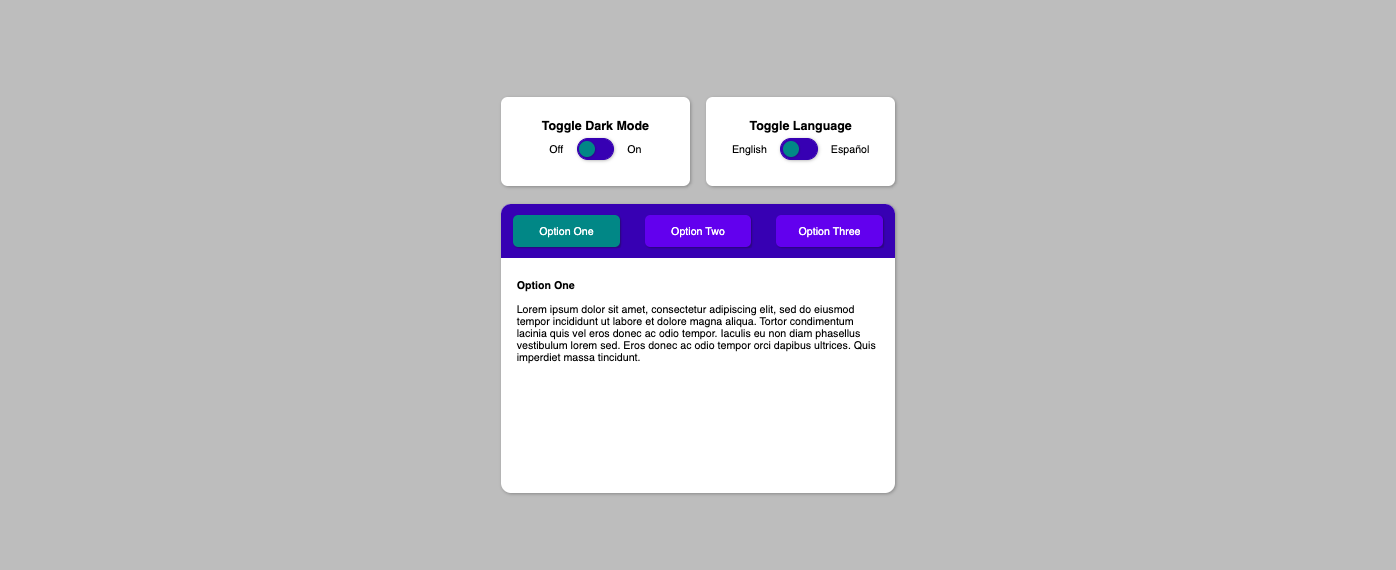 Toggle Dark Mode
Off On
Toggle Language
English Español
Option One Option Two Option Three
Option One
Lorem ipsum dolor sit amet, consectetur adipiscing elit, sed do eiusmod
tempor incididunt ut labore et dolore magna aliqua. Tortor condimentum
lacinia quis vel eros donec ac odio tempor. Iaculis eu non diam phasellus
vestibulum lorem sed. Eros donec ac odio tempor orci dapibus ultrices. Quis
imperdiet massa tincidunt.